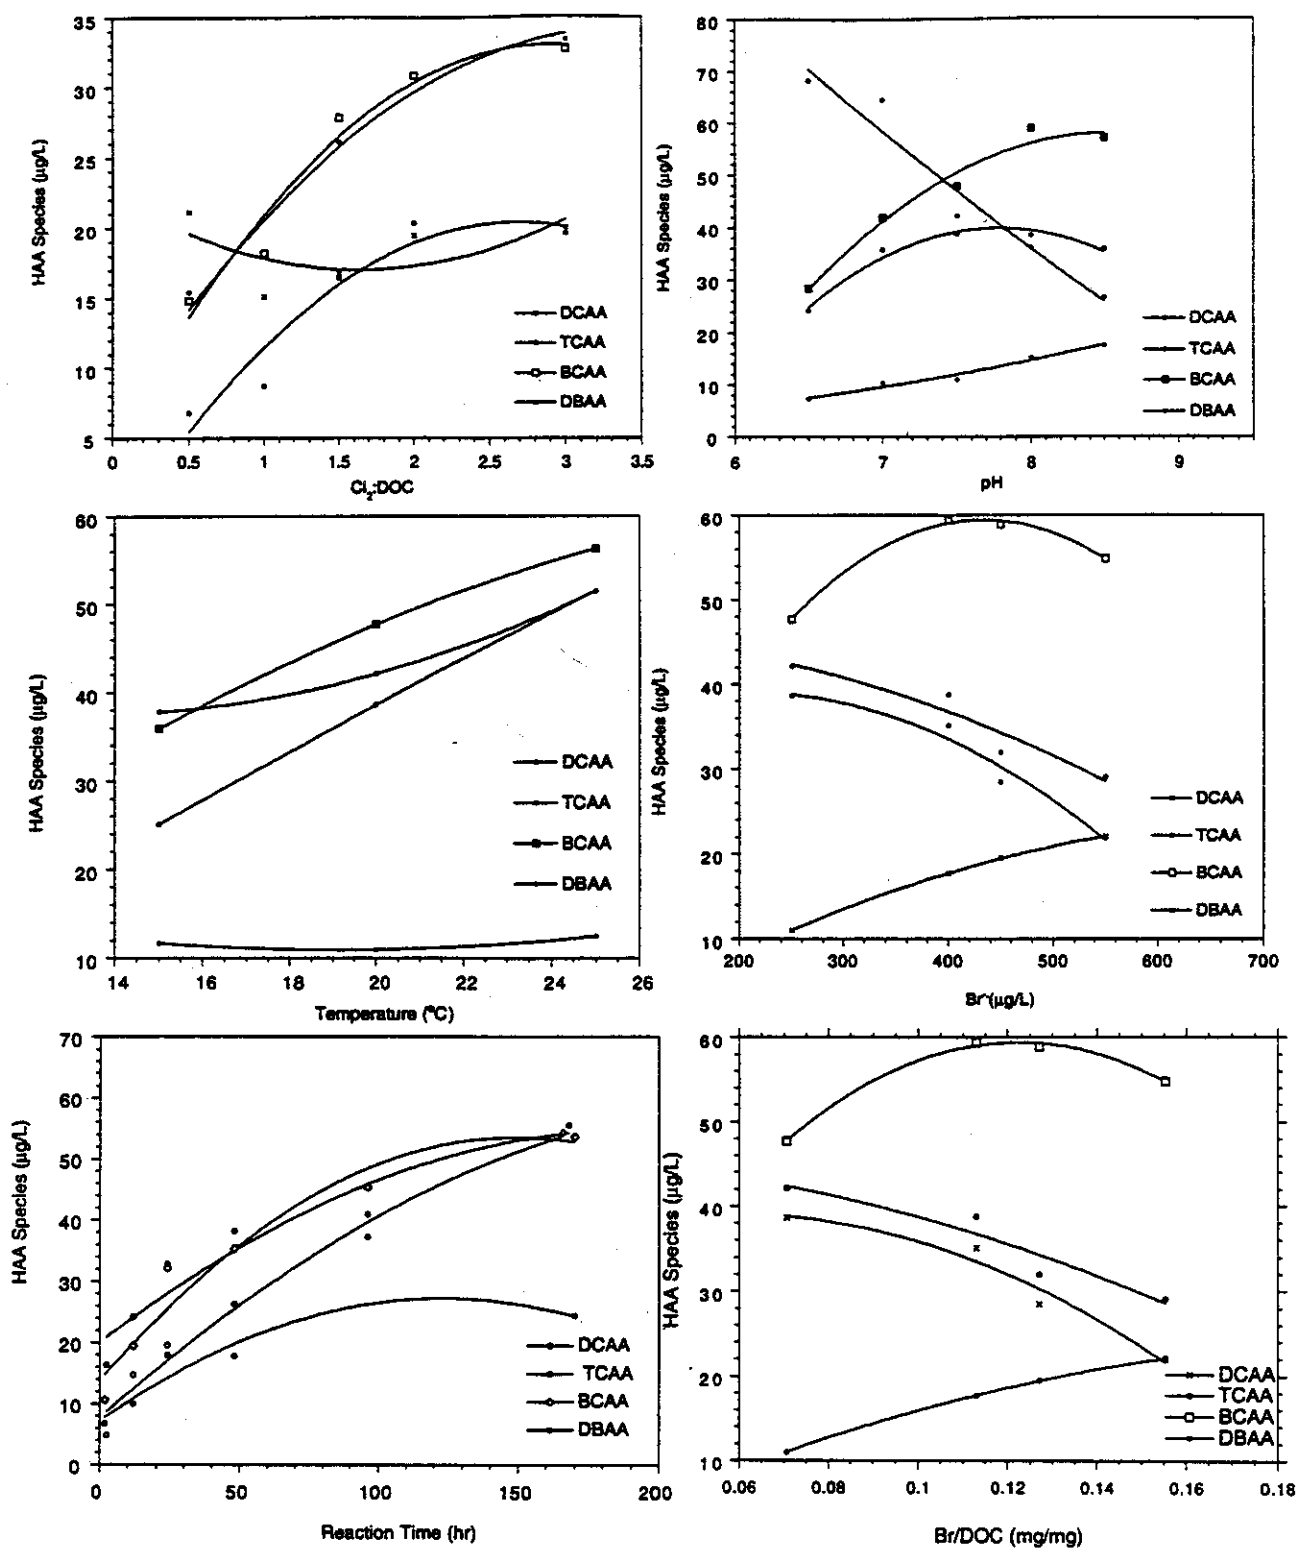 35
30
25
20
15
35
5
HAA Species (µg/L)
DCAA
TCAA
BCAA
DBAA
0 0.5 1 1.5 2 2.5 3 3.5
Cl₂:DOC
80
70
60
50
40
30
20
10
0
HAA Species (µg/L)
DCAA
TCAA
BCAA
DBAA
6 7 8 9
pH
60
50
40
30
20
10
HAA Species (µg/L)
DCAA
TCAA
BCAA
DBAA
14 16 18 20 22 24 26
Temperature (°C)
60
50
40
30
20
10
HAA Species (µg/L)
DCAA
TCAA
BCAA
DBAA
200 300 400 500 600 700
Br⁻(µg/L)
70
60
50
40
30
20
10
0
HAA Species (µg/L)
DCAA
TCAA
BCAA
DBAA
0 50 100 150 200
Reaction Time (hr)
60
50
40
30
20
10
HAA Species (µg/L)
DCAA
TCAA
BCAA
DBAA
0.06 0.08 0.1 0.12 0.14 0.16 0.18
Br/DOC (mg/mg)